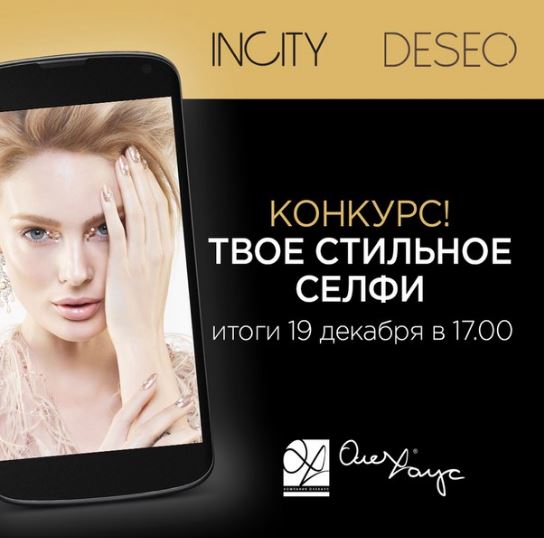 INCITY DESEO
КОНКУРС!
ТВОЕ СТИЛЬНОЕ
СЕЛФИ
итоги 19 декабря в 17.00
ОлеХаус®